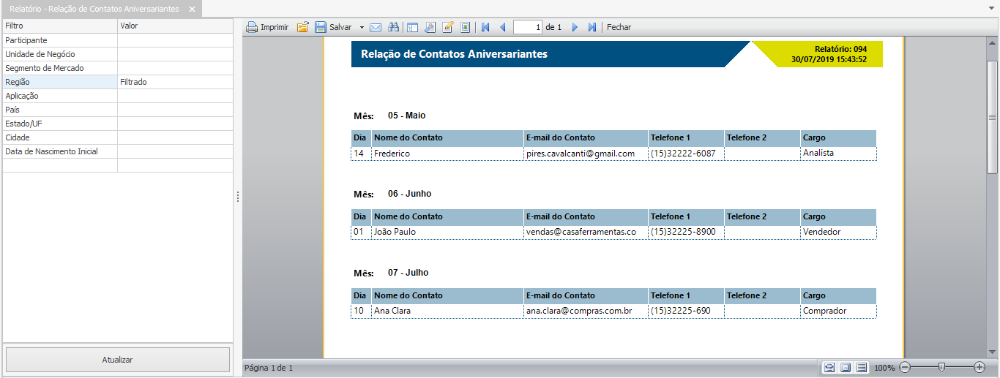 Relatório - Relação de Contatos Aniversariantes
Filtro Valor
Participante
Unidade de Negócio
Segmento de Mercado
Região Filtrado
Aplicação
País
Estado/UF
Cidade
Data de Nascimento Inicial
Atualizar
Imprimir Salvar 1 de 1 Fechar
Relação de Contatos Aniversariantes
Relatório: 094
30/07/2019 15:43:52
Mês: 05 - Maio
Dia Nome do Contato E-mail do Contato Telefone 1 Telefone 2 Cargo
14 Frederico pires.cavalcanti@gmail.com (15)32222-6087 Analista
Mês: 06 - Junho
Dia Nome do Contato E-mail do Contato Telefone 1 Telefone 2 Cargo
01 João Paulo vendas@casaferramentas.co (15)32225-8900 Vendedor
Mês: 07 - Julho
Dia Nome do Contato E-mail do Contato Telefone 1 Telefone 2 Cargo
10 Ana Clara ana.clara@compras.com.br (15)32225-690 Comprador
Página 1 de 1 100%